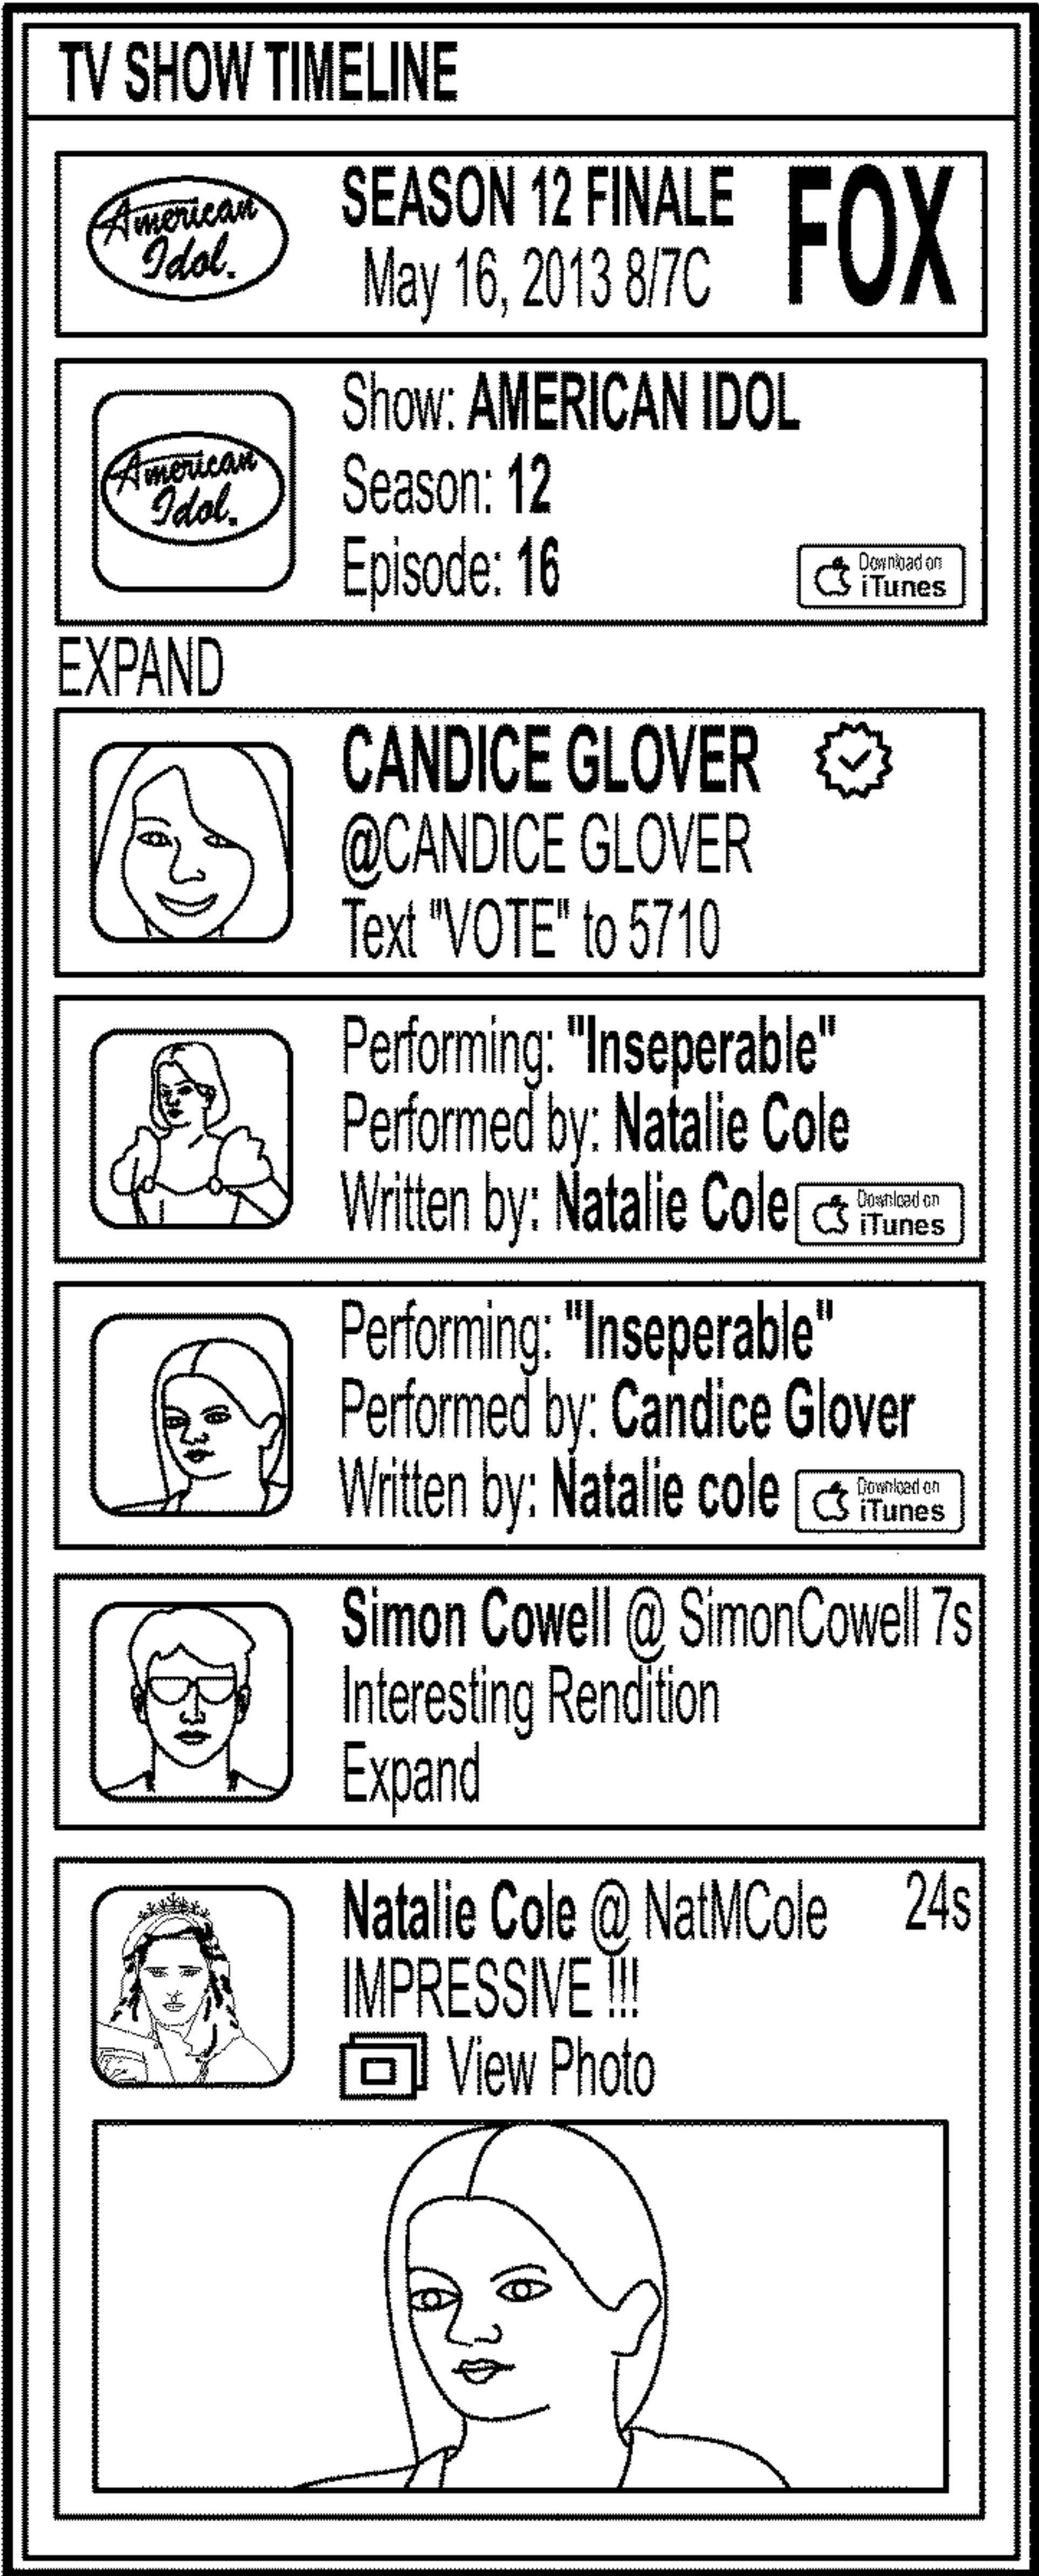 TV SHOW TIMELINE
American Idol.
SEASON 12 FINALE
May 16, 2013 8/7C
FOX
American Idol.
Show: AMERICAN IDOL
Season: 12
Episode: 16
Download on
iTunes
EXPAND
CANDICE GLOVER
@CANDICE GLOVER
Text "VOTE" to 5710
Performing: "Inseperable"
Performed by: Natalie Cole
Written by: Natalie Cole
Download on
iTunes
Performing: "Inseperable"
Performed by: Candice Glover
Written by: Natalie cole
Download on
iTunes
Simon Cowell @ SimonCowell 7s
Interesting Rendition
Expand
Natalie Cole @ NatMCole 24s
IMPRESSIVE !!!
View Photo